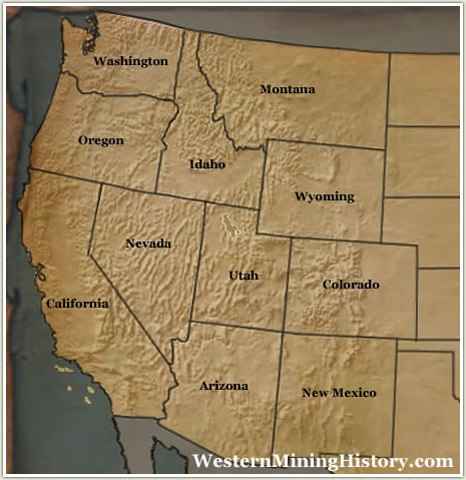 Washington
Montana
Oregon
Idaho
Wyoming
Nevada
Utah
Colorado
California
Arizona
New Mexico
WesternMiningHistory.com